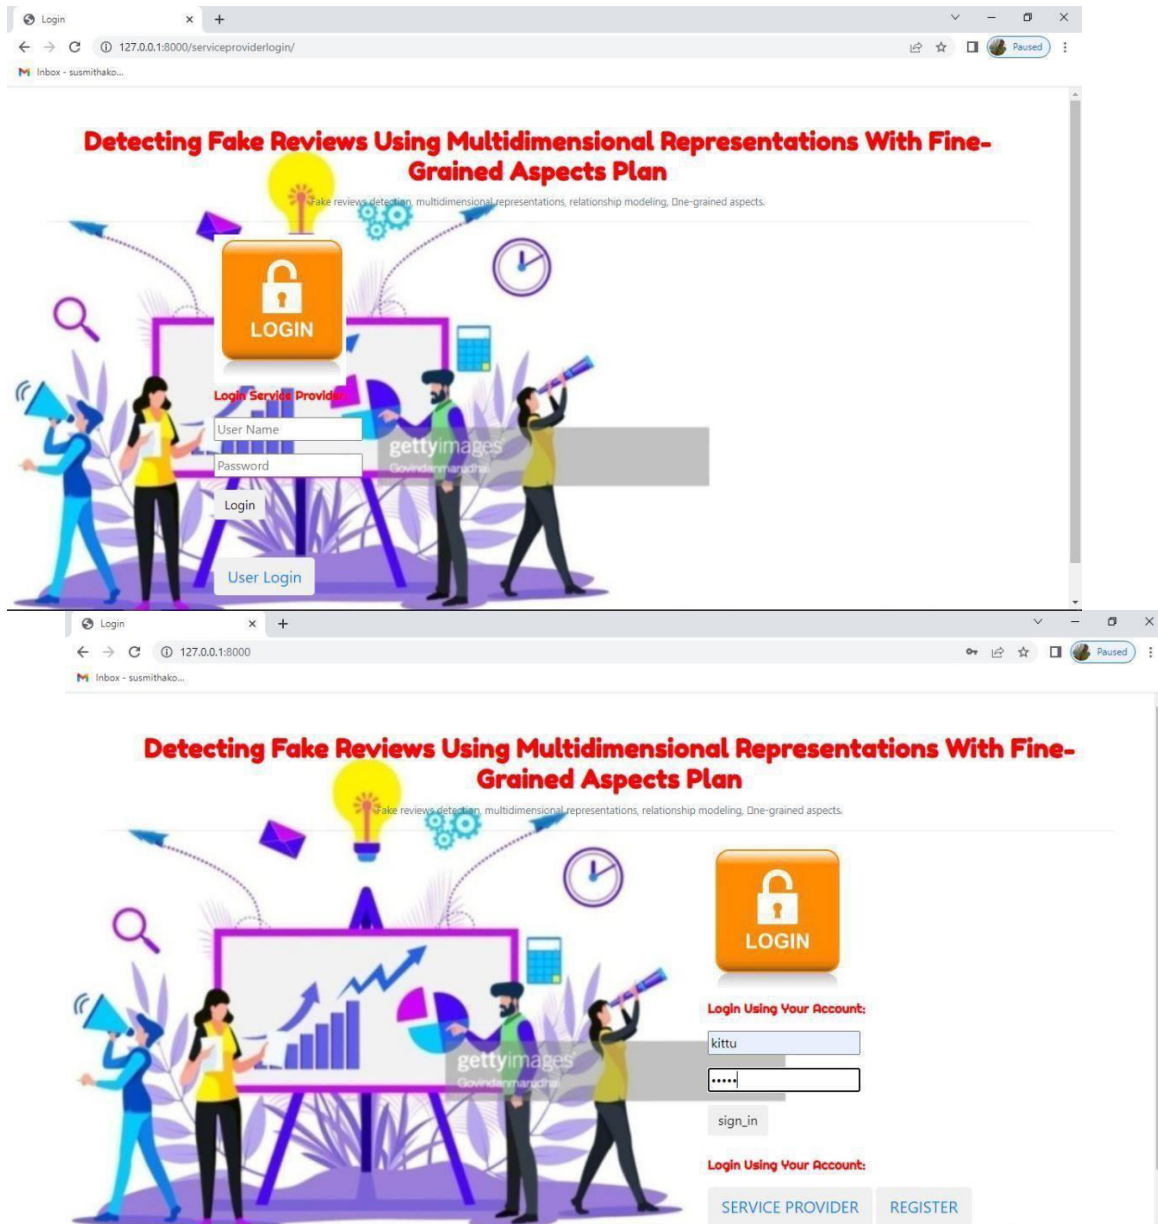 Login
127.0.0.1:8000/serviceproviderlogin/
Paused
Inbox - susmithako...
Detecting Fake Reviews Using Multidimensional Representations With Fine-
Grained Aspects Plan
Fake reviews detection, multidimensional representations, relationship modeling, ne-grained aspects.
LOGIN
Login Service Provider:
User Name
Password
gettyimages
Govindanmarudhai
Login
User Login
Login
127.0.0.1:8000
Paused
Inbox - susmithako...
Detecting Fake Reviews Using Multidimensional Representations With Fine-
Grained Aspects Plan
Fake reviews detection, multidimensional representations, relationship modeling, ne-grained aspects.
LOGIN
Login Using Your Account:
kittu
•••••
gettyimages
Govindanmarudhai
sign_in
Login Using Your Account:
SERVICE PROVIDER REGISTER